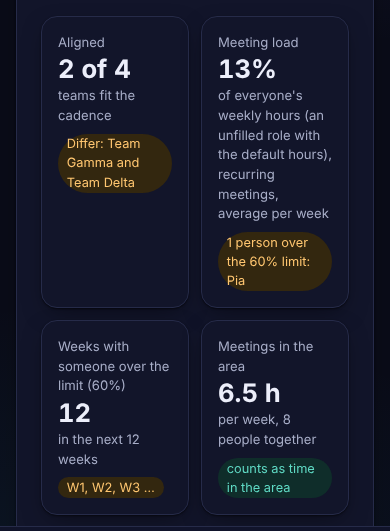 Aligned
2 of 4
teams fit the
cadence
Differ: Team
Gamma and
Team Delta
Meeting load
13%
of everyone's
weekly hours (an
unfilled role with
the default hours),
recurring
meetings,
average per week
1 person over
the 60% limit:
Pia
Weeks with
someone over the
limit (60%)
12
in the next 12
weeks
W1, W2, W3 ...
Meetings in the
area
6.5 h
per week, 8
people together
counts as time
in the area